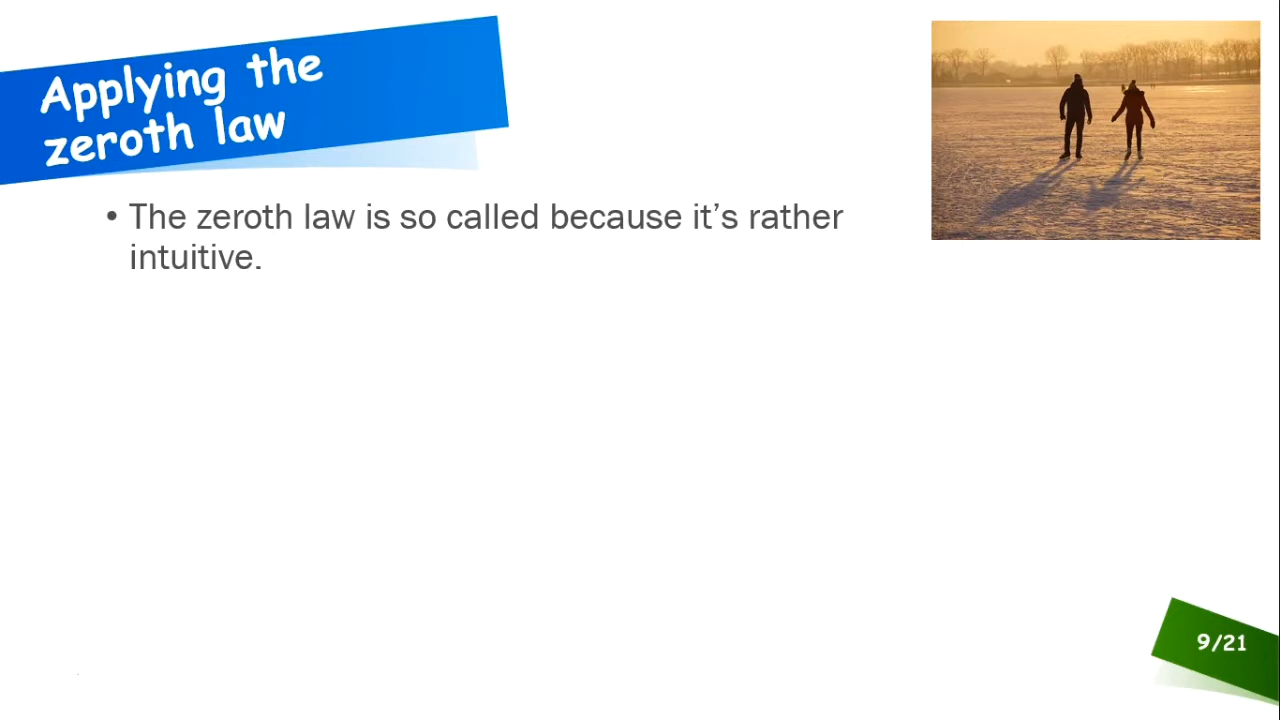 Applying the
zeroth law
• The zeroth law is so called because it’s rather
intuitive.
9/21